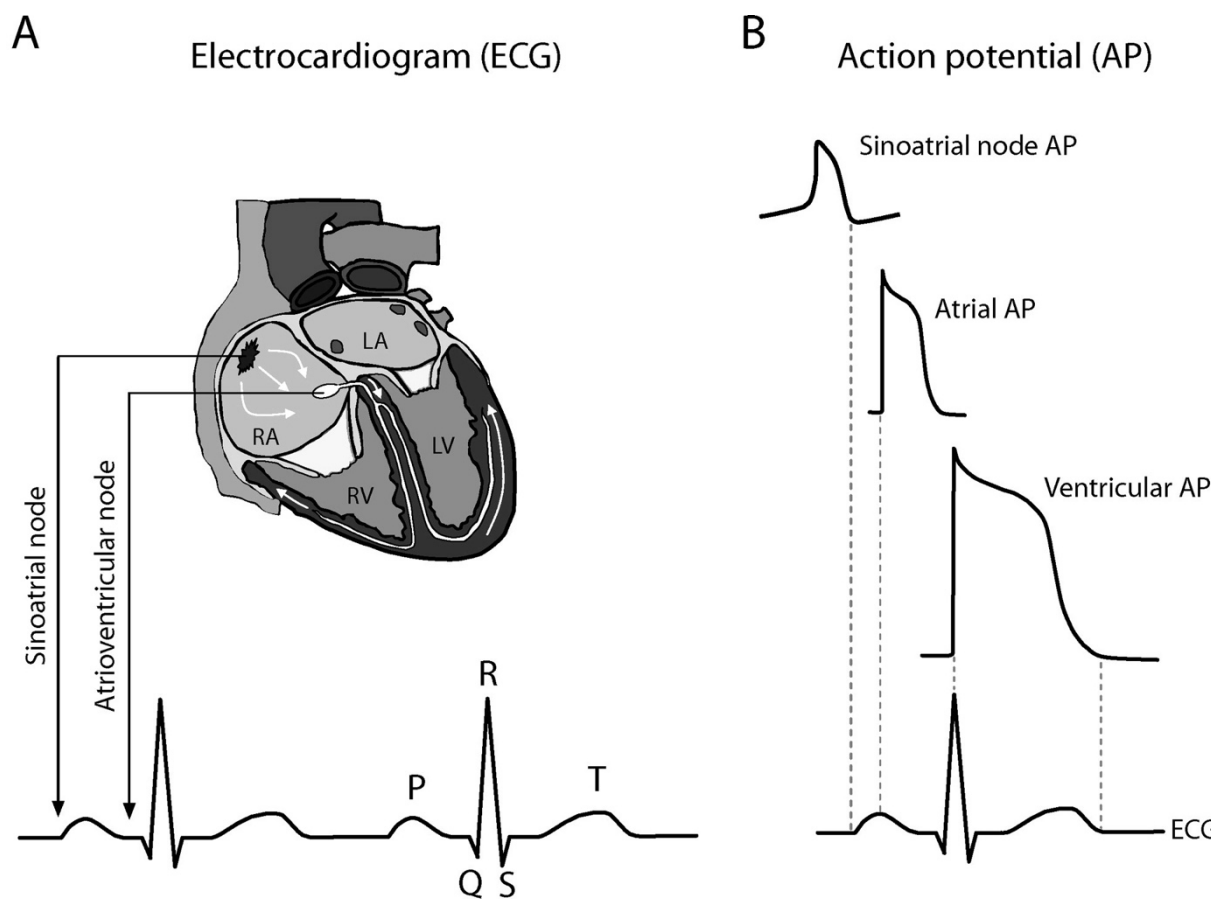 A
Electrocardiogram (ECG)
LA
RA
LV
RV
Sinoatrial node
Atrioventricular node
R
P
T
Q S
B
Action potential (AP)
Sinoatrial node AP
Atrial AP
Ventricular AP
ECG